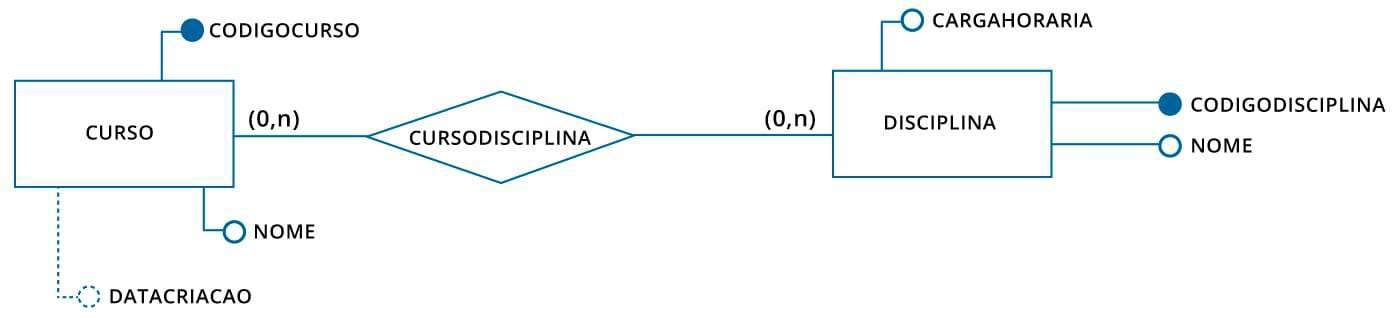 CODIGOCURSO
CARGAHORARIA
CURSO
(0,n)
CURSODISCIPLINA
(0,n)
DISCIPLINA
CODIGODISCIPLINA
NOME
NOME
DATACRIACAO